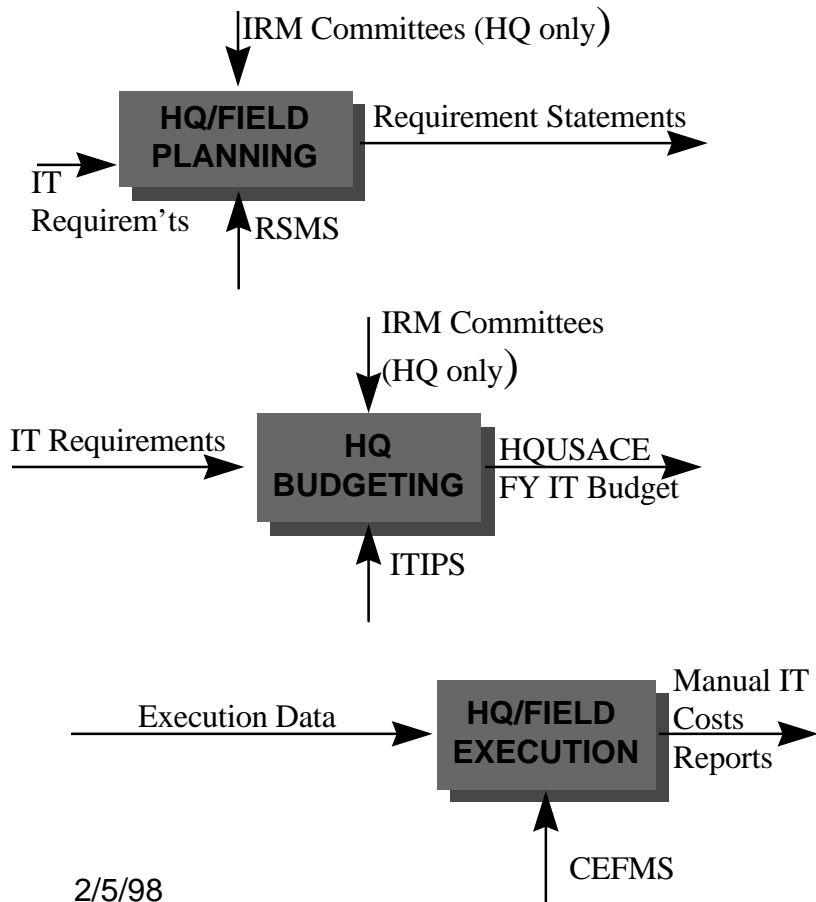 IRM Committees (HQ only)
HQ/FIELD
PLANNING
Requirement Statements
IT
Requirem’ts
RSMS
IRM Committees
(HQ only)
IT Requirements
HQ
BUDGETING
HQUSACE
FY IT Budget
ITIPS
Execution Data
HQ/FIELD
EXECUTION
Manual IT
Costs
Reports
CEFMS
2/5/98